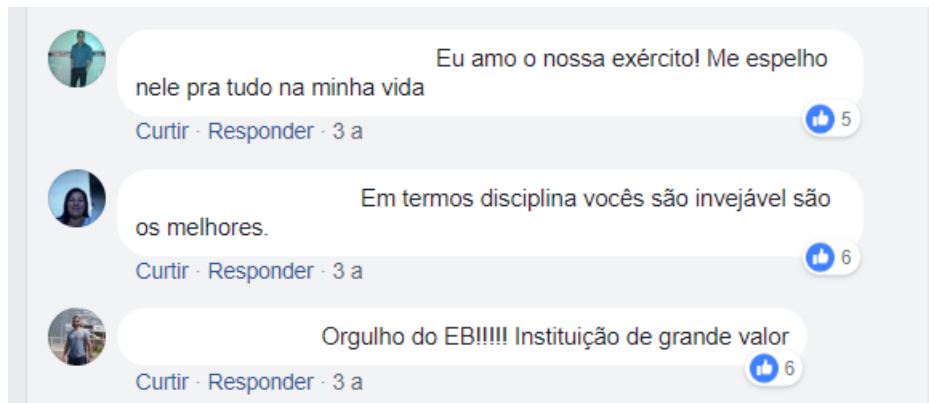 Eu amo o nossa exército! Me espelho
nele pra tudo na minha vida
Curtir · Responder · 3 a
5
Em termos disciplina vocês são invejável são
os melhores.
6
Curtir · Responder · 3 a
Orgulho do EB!!!!! Instituição de grande valor
6
Curtir · Responder · 3 a